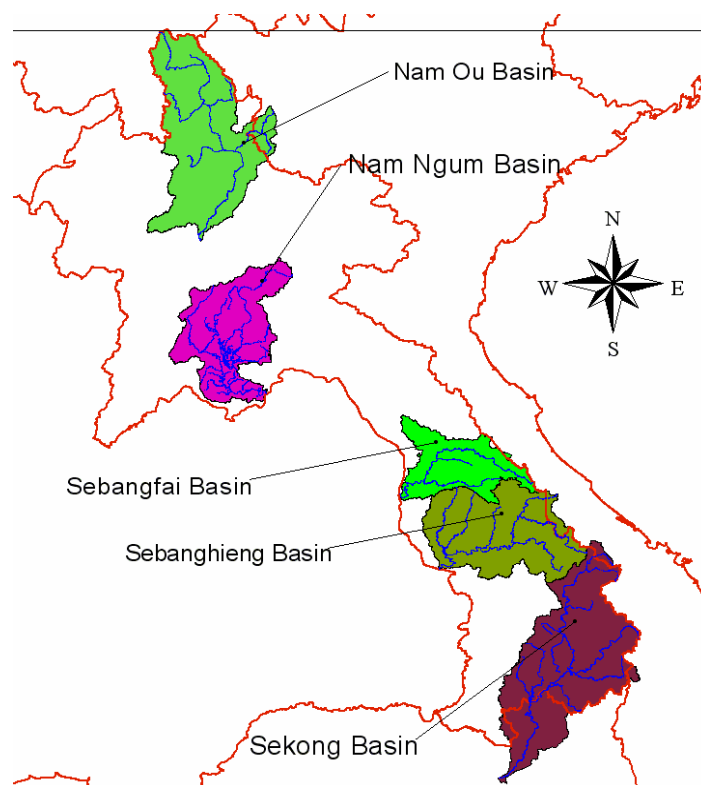 Nam Ou Basin
Nam Ngum Basin
N
W
E
S
Sebangfai Basin
Sebanghieng Basin
Sekong Basin